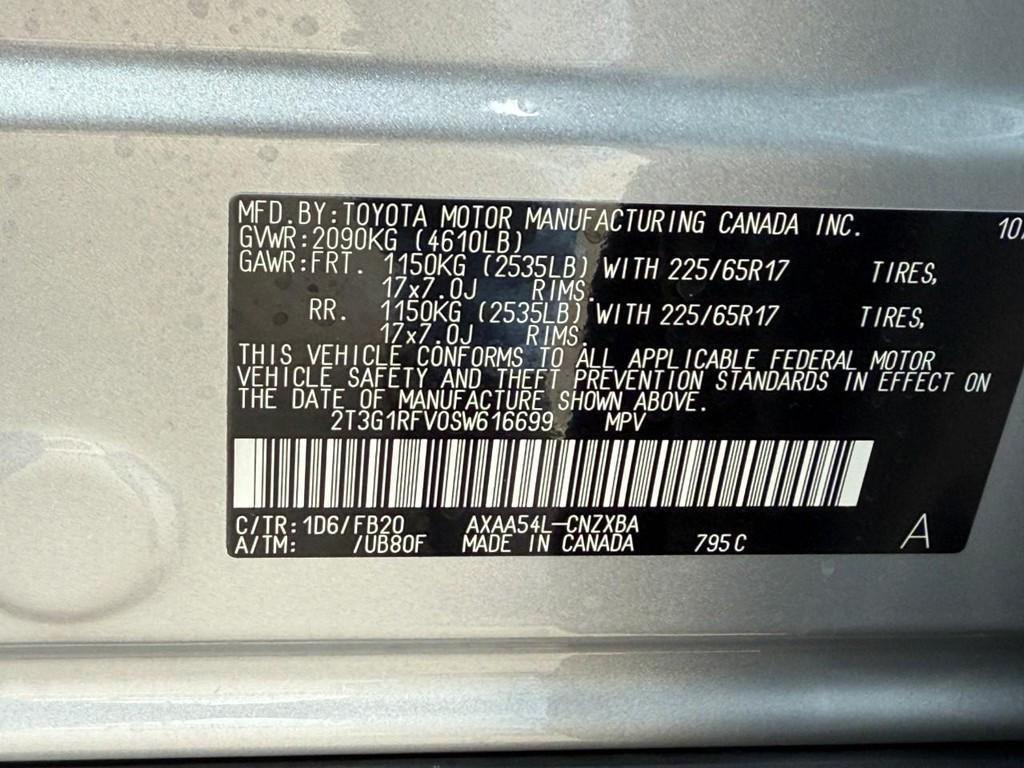 MFD.BY:TOYOTA MOTOR MANUFACTURING CANADA INC. 10/
GVWR:2090KG (4610LB)
GAWR:FRT. 1150KG (2535LB) WITH 225/65R17 TIRES,
17x7.0J RIMS.
RR. 1150KG (2535LB) WITH 225/65R17 TIRES,
17x7.0J RIMS.
THIS VEHICLE CONFORMS TO ALL APPLICABLE FEDERAL MOTOR
VEHICLE SAFETY AND THEFT PREVENTION STANDARDS IN EFFECT ON
THE DATE OF MANUFACTURE SHOWN ABOVE.
2T3G1RFV0SW616699 MPV
C/TR:1D6/FB20 AXAA54L-CNZXBA
A/TM: /UB80F MADE IN CANADA 795C A